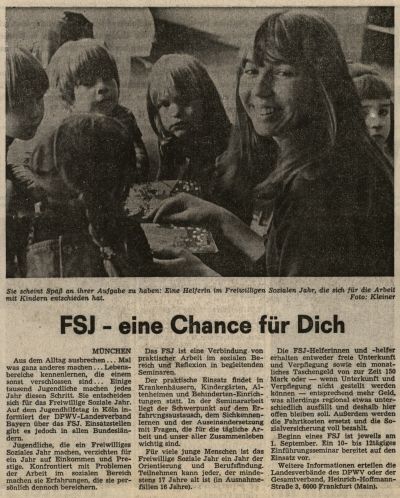 Sie scheint Spaß an ihrer Aufgabe zu haben: Eine Helferin im Freiwilligen Sozialen Jahr, die sich für die Arbeit
mit Kindern entschieden hat.
Foto: Kleiner
FSJ - eine Chance für Dich
MÜNCHEN
Aus dem Alltag ausbrechen... Mal
was ganz anderes machen... Lebens-
bereiche kennenlernen, die einem
sonst verschlossen sind... Einige
tausend Jugendliche machen jedes
Jahr diesen Schritt. Sie entscheiden
sich für das Freiwillige Soziale Jahr.
Auf dem Jugendhilfetag in Köln in-
formiert der DPWV-Landesverband
Bayern über das FSJ. Einsatzstellen
gibt es jedoch in allen Bundeslän-
dern.
Jugendliche, die ein Freiwilliges
Soziales Jahr machen, verzichten für
ein Jahr auf Einkommen und Pre-
stige. Konfrontiert mit Problemen
der Arbeit im sozialen Bereich
machen sie Erfahrungen, die sie per-
sönlich bereichern.
Das FSJ ist eine Verbindung von
praktischer Arbeit im sozialen Be-
reich und Reflexion in begleitenden
Seminaren.
Der praktische Einsatz findet in
Krankenhäusern, Kindergärten, Al-
tenheimen und Behinderten-Einrich-
tungen statt. In der Seminararbeit
liegt der Schwerpunkt auf dem Er-
fahrungsaustausch, dem Sichkennen-
lernen und der Auseinandersetzung
mit Fragen, die für die tägliche Ar-
beit und unser aller Zusammenleben
wichtig sind.
Für viele junge Menschen ist das
Freiwillige Soziale Jahr ein Jahr der
Orientierung und Berufsfindung.
Teilnehmen kann jeder, der minde-
stens 17 Jahre alt ist (in Ausnahme-
fällen 16 Jahre).
Die FSJ-Helferinnen und -helfer
erhalten entweder freie Unterkunft
und Verpflegung sowie ein monat-
liches Taschengeld von zur Zeit 150
Mark oder — wenn Unterkunft und
Verpflegung nicht gestellt werden
können — entsprechend mehr Geld,
was allerdings regional etwas unter-
schiedlich ausfällt und deshalb hier
offen bleiben soll. Außerdem werden
die Fahrtkosten ersetzt und die So-
zialversicherung voll bezahlt.
Beginn eines FSJ ist jeweils am
1. September. Ein 10- bis 12tägiges
Einführungsseminar bereitet auf den
Einsatz vor.
Weitere Informationen erteilen die
Landesverbände des DPWV oder der
Gesamtverband, Heinrich-Hoffmann-
Straße 3, 6000 Frankfurt (Main).